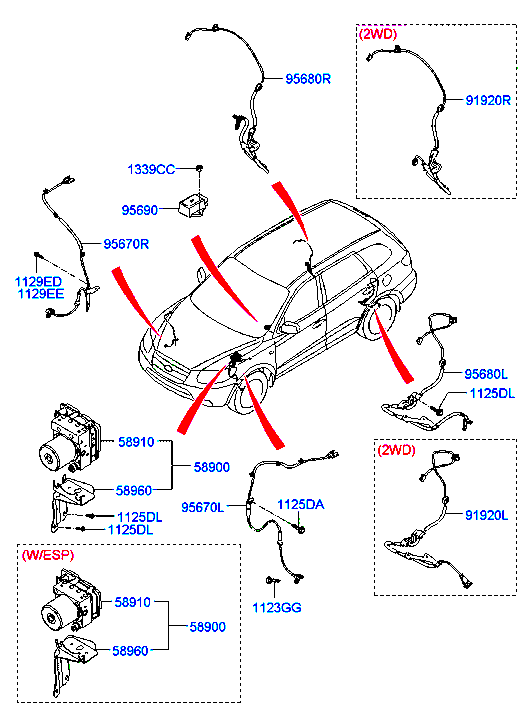 (2WD)
95680R
91920R
1339CC
95690
95670R
1129ED
1129EE
95680L
1125DL
58910
58900
58960
1125DL
1125DL
95670L
1125DA
1123GG
(2WD)
91920L
(W/ESP)
58910
58900
58960